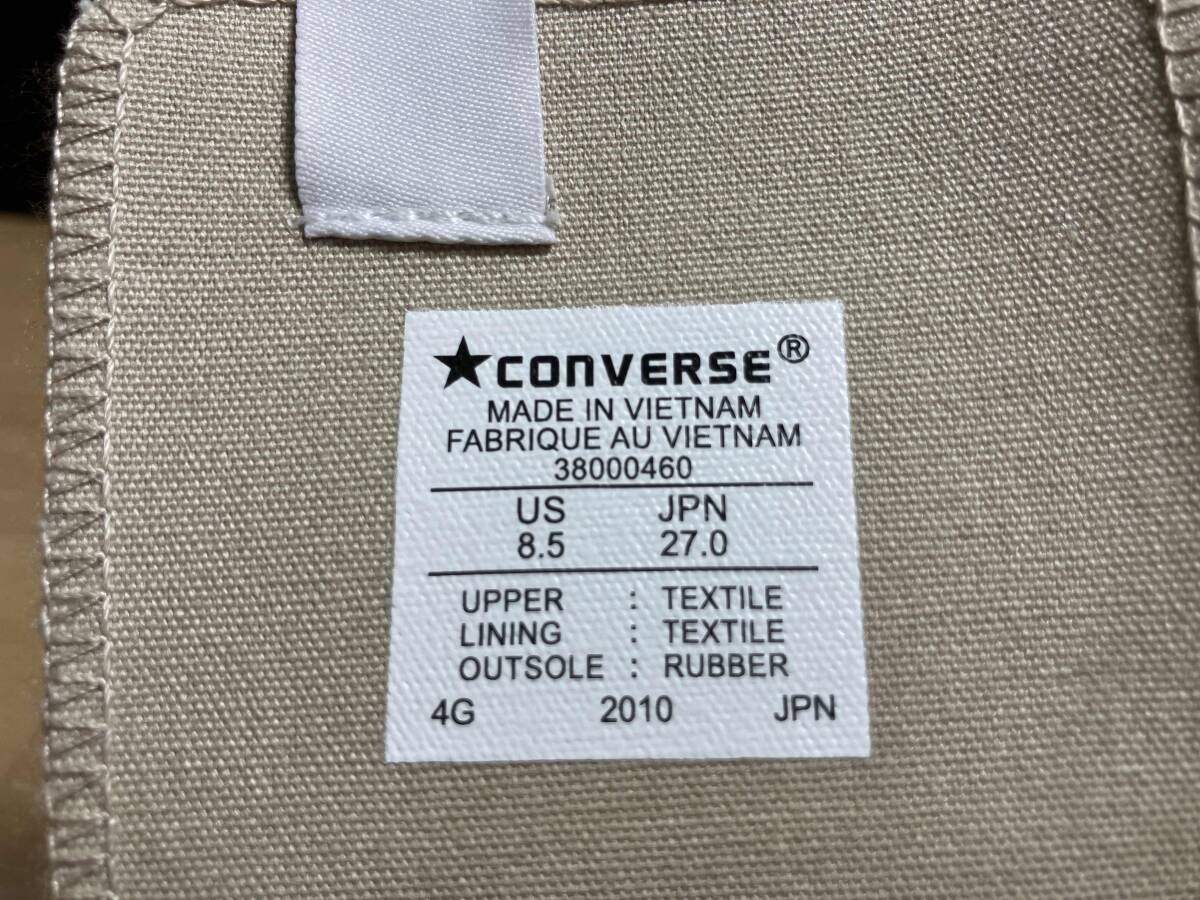 ★CONVERSE®
MADE IN VIETNAM
FABRIQUE AU VIETNAM
38000460
US JPN
8.5 27.0
UPPER : TEXTILE
LINING : TEXTILE
OUTSOLE : RUBBER
4G 2010 JPN